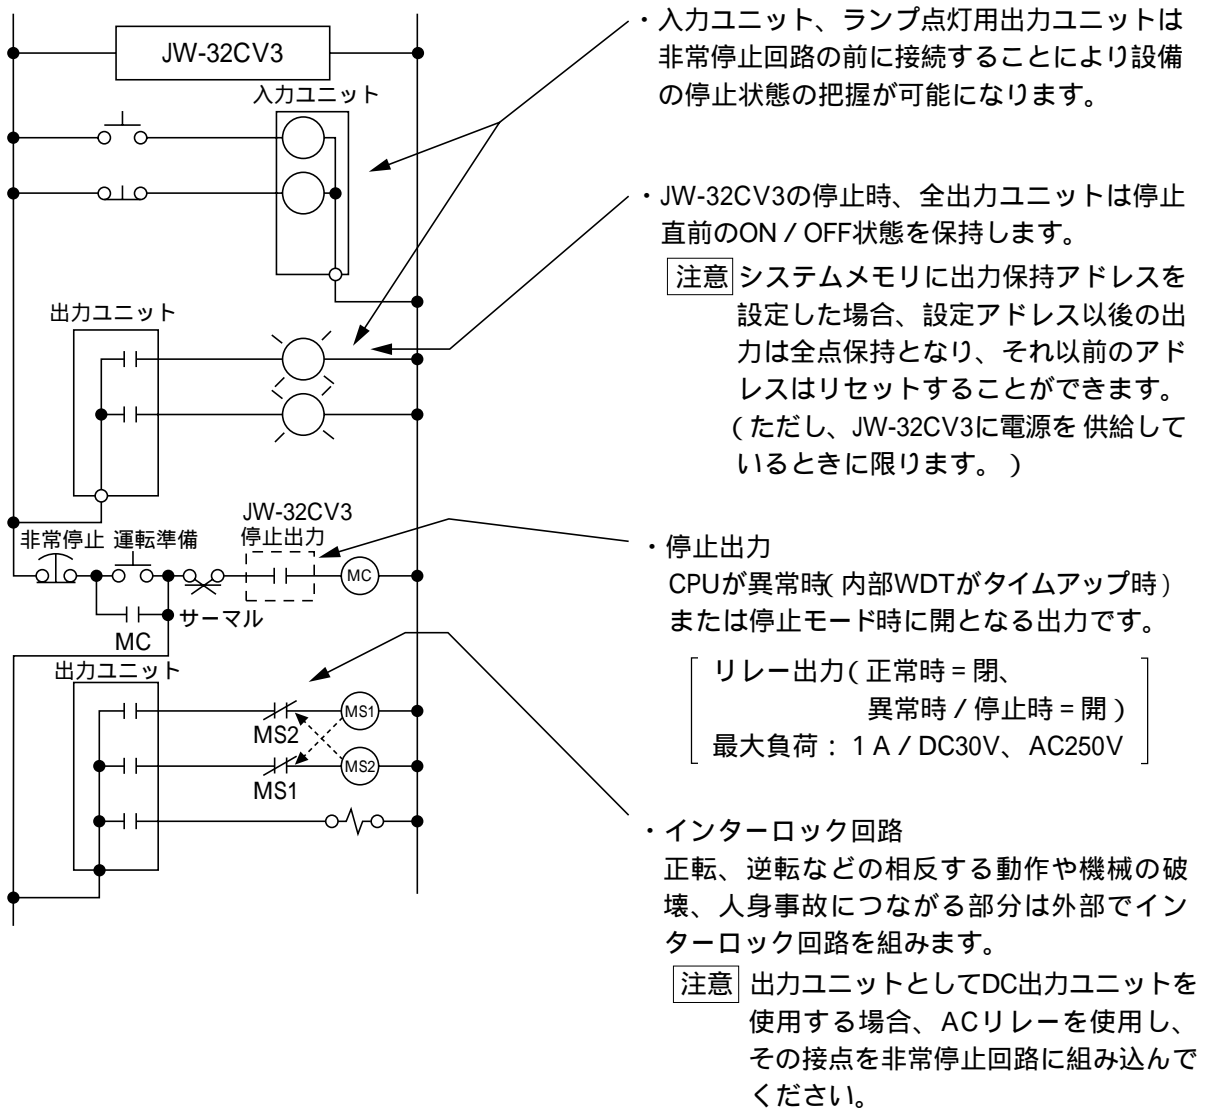 JW-32CV3
入力ユニット
出力ユニット
非常停止 運転準備
JW-32CV3
停止出力
MC
サーマル
MC
出力ユニット
MS1
MS2
MS2
MS1
・入力ユニット、ランプ点灯用出力ユニットは
非常停止回路の前に接続することにより設備
の停止状態の把握が可能になります。
・JW-32CV3の停止時、全出力ユニットは停止
直前のON / OFF状態を保持します。
注意 システムメモリに出力保持アドレスを
設定した場合、設定アドレス以後の出
力は全点保持となり、それ以前のアド
レスはリセットすることができます。
(ただし、JW-32CV3に電源を 供給して
いるときに限ります。)
・停止出力
CPUが異常時(内部WDTがタイムアップ時)
または停止モード時に開となる出力です。
リレー出力(正常時=閉、
異常時/停止時=開)
最大負荷：1A/DC30V、AC250V
・インターロック回路
正転、逆転などの相反する動作や機械の破
壊、人身事故につながる部分は外部でイン
ターロック回路を組みます。
注意 出力ユニットとしてDC出力ユニットを
使用する場合、ACリレーを使用し、
その接点を非常停止回路に組み込んで
ください。